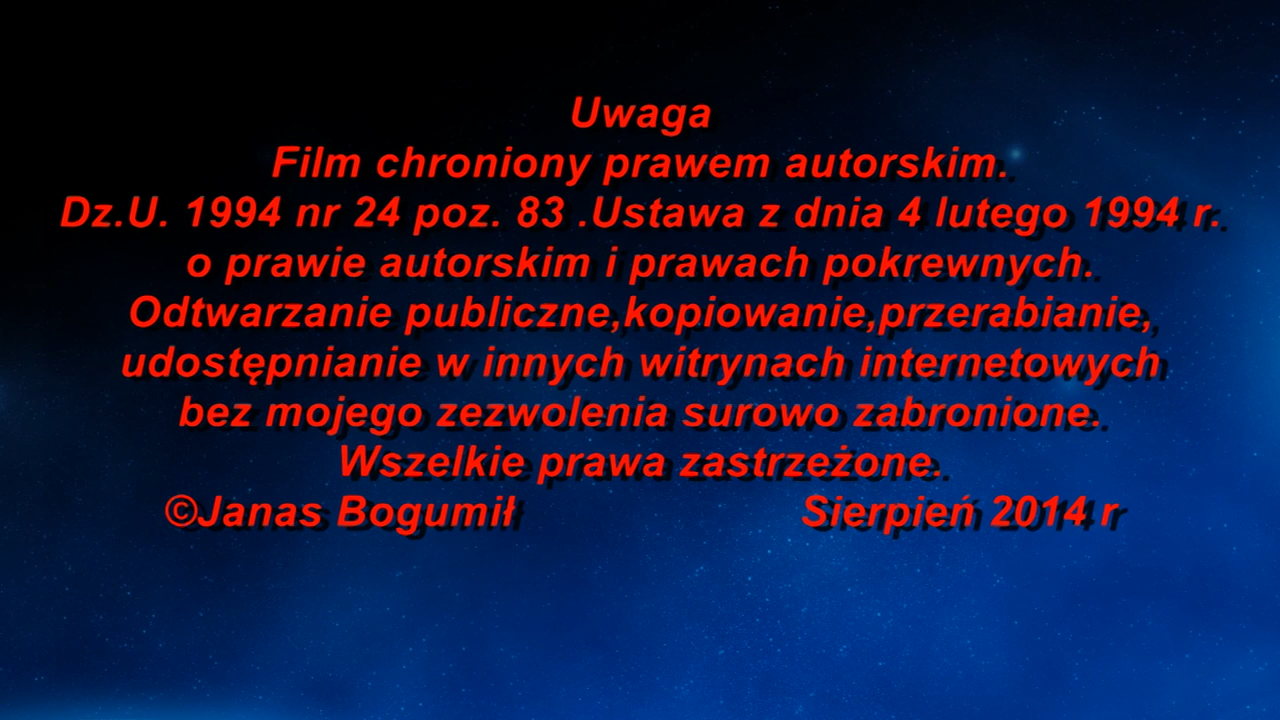 Uwaga
Film chroniony prawem autorskim.
Dz.U. 1994 nr 24 poz. 83 .Ustawa z dnia 4 lutego 1994 r.
o prawie autorskim i prawach pokrewnych.
Odtwarzanie publiczne,kopiowanie,przerabianie,
udostępnianie w innych witrynach internetowych
bez mojego zezwolenia surowo zabronione.
Wszelkie prawa zastrzeżone.
©Janas Bogumił Sierpień 2014 r